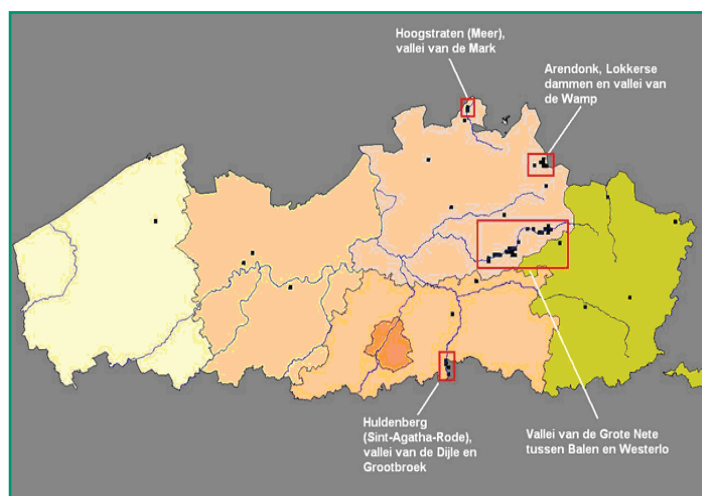 Hoogstraten (Meer),
vallei van de Mark
Arendonk, Lokkerse
dammen en vallei van
de Wamp
Huldenberg
(Sint-Agatha-Rode),
vallei van de Dijle en
Grootbroek
Vallei van de Grote Nete
tussen Balen en Westerlo